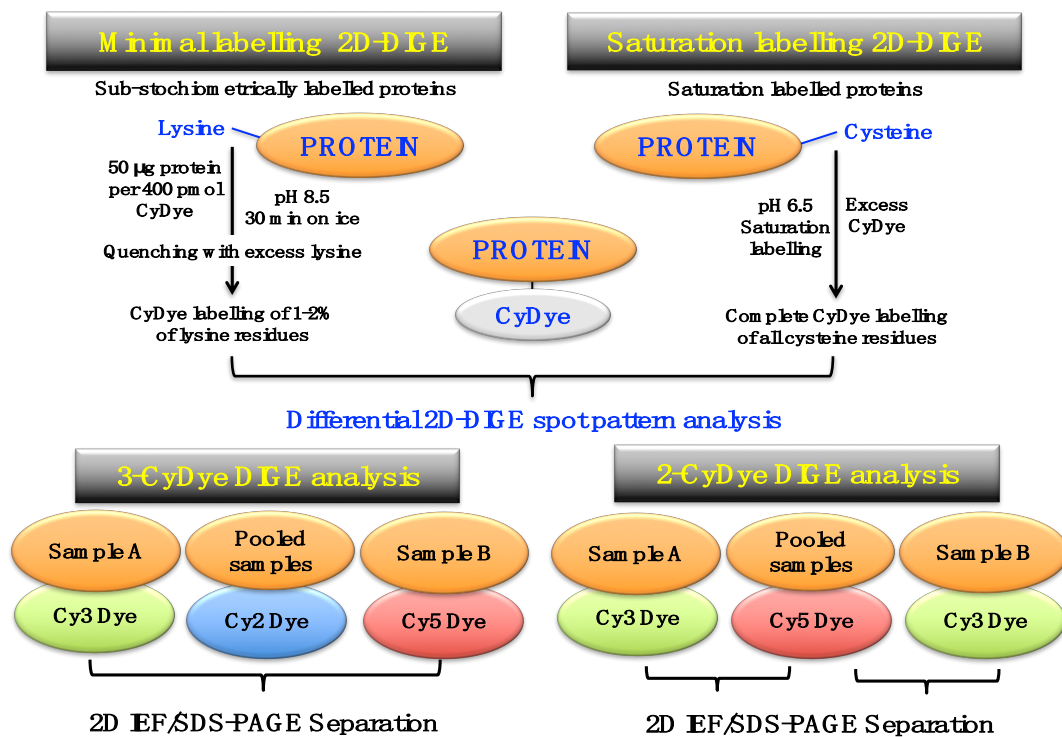 Minimal labelling 2D-DIGE
Saturation labelling 2D-DIGE
Sub-stochiometrically labelled proteins
Saturation labelled proteins
Lysine
PROTEIN
PROTEIN
Cysteine
50 µg protein
per 400 pmol
CyDye
pH 8.5
30 min on ice
pH 6.5
Saturation
labelling
Excess
CyDye
Quenching with excess lysine
PROTEIN
CyDye
CyDye labelling of 1-2%
of lysine residues
Complete CyDye labelling
of all cysteine residues
Differential 2D-DIGE spot pattern analysis
3-CyDye DIGE analysis
2-CyDye DIGE analysis
Sample A
Pooled
samples
Sample B
Cy3 Dye
Cy2 Dye
Cy5 Dye
Sample A
Pooled
samples
Sample B
Cy3 Dye
Cy5 Dye
Cy3 Dye
2D IEF/SDS-PAGE Separation
2D IEF/SDS-PAGE Separation